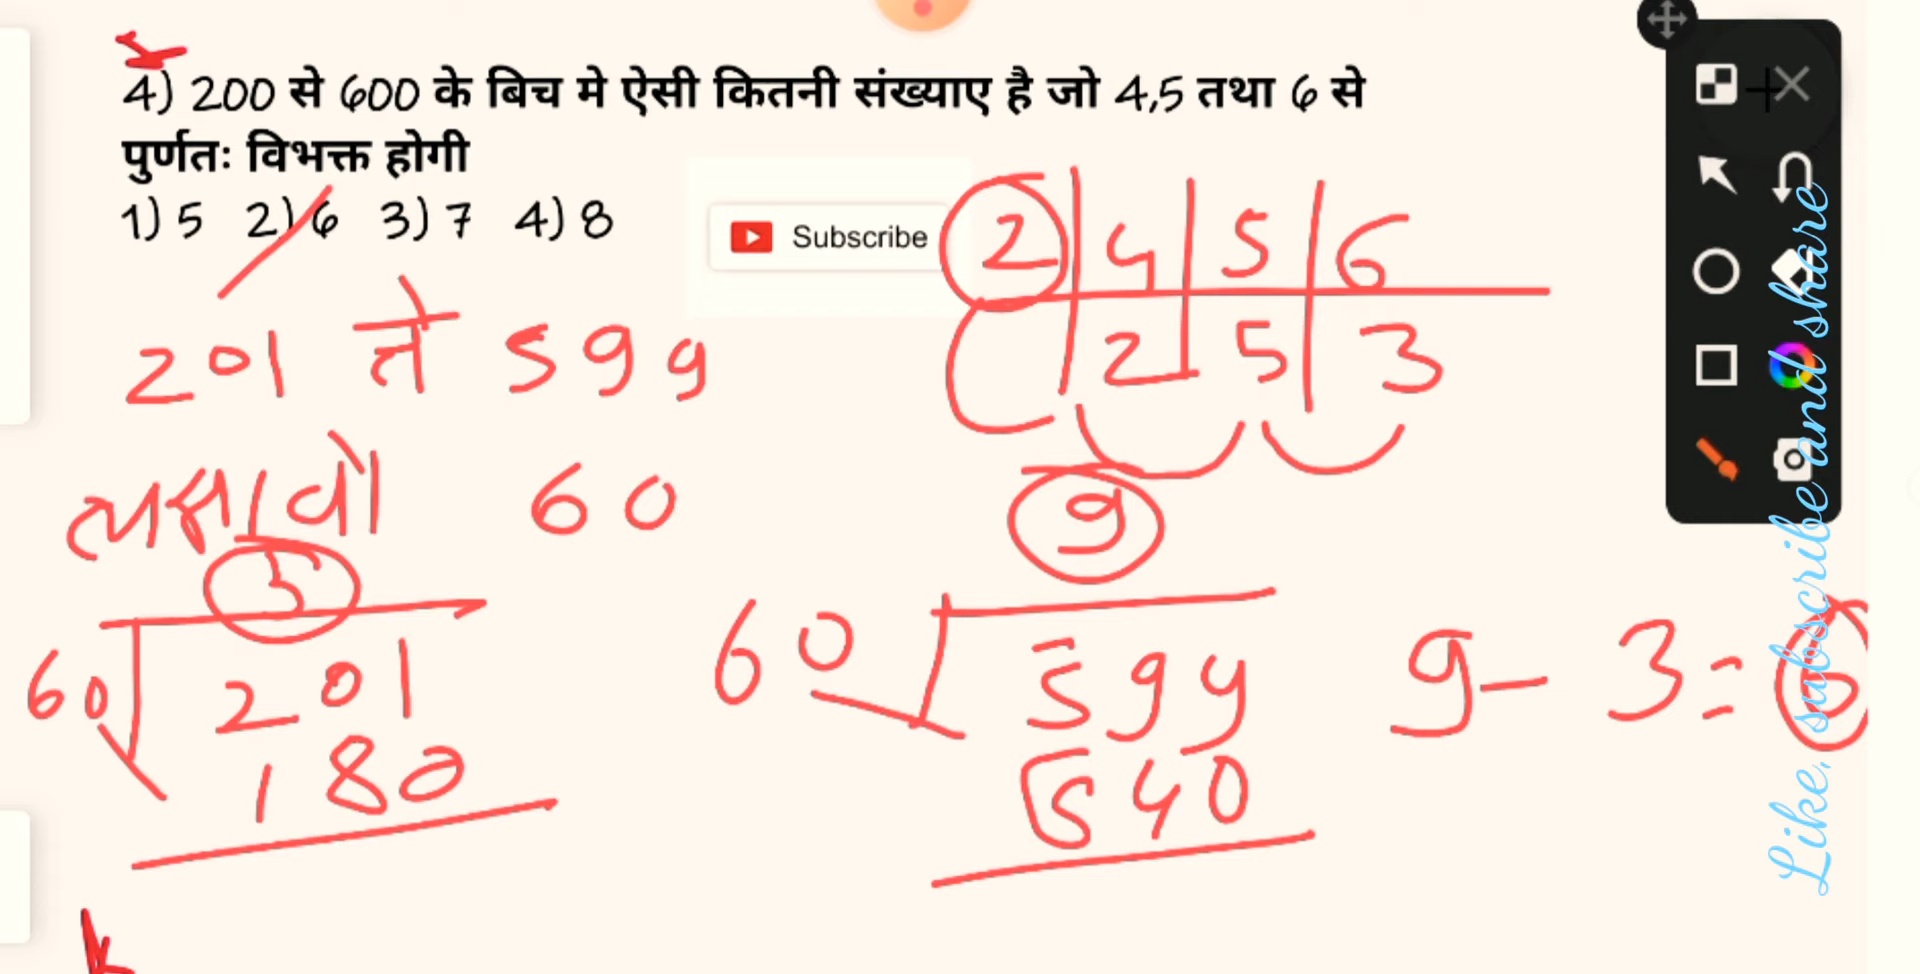 4) 200 से 600 के बिच मे ऐसी कितनी संख्याए है जो 4,5 तथा 6 से
पुर्णतः विभक्त होगी
1) 5 2) 6 3) 7 4) 8
Subscribe
2 4 5 6
2 5 3
201 ते 599
60
3
60 201
180
9
60 599
540
9 - 3 = 6
Like, subscribe and share